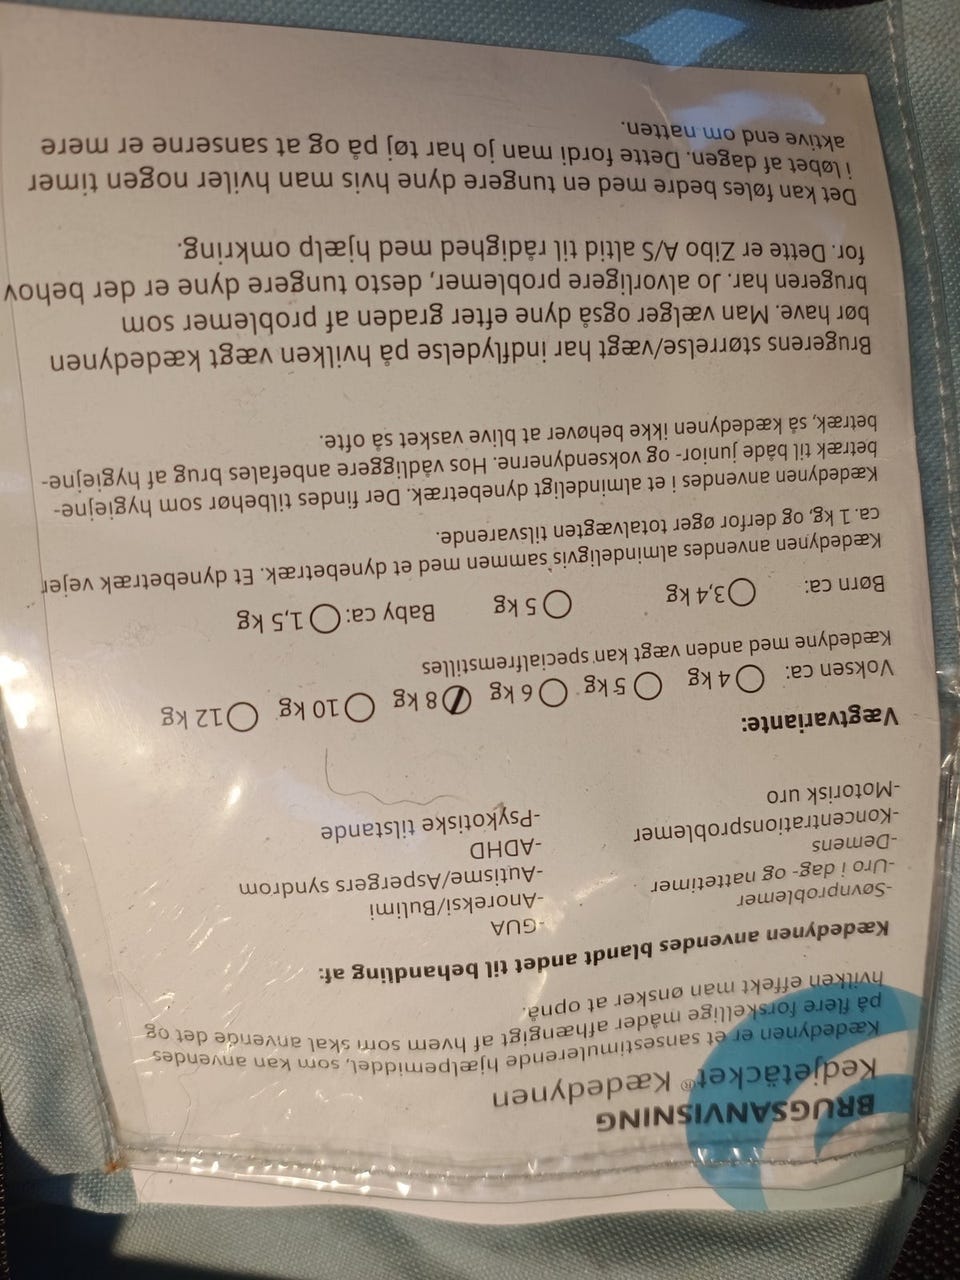 BRUGSANVISNING
Kedjetäcket® Kædedynen
Kædedynen er et sansestimulerende hjælpemiddel, som kan anvendes
på flere forskellige måder afhængigt af hvem som skal anvende det og
hvilken effekt man ønsker at opnå.
Kædedynen anvendes blandt andet til behandling af:
-Søvnproblemer
-Uro i dag- og nattetimer
-Demens
-Koncentrationsproblemer
-Motorisk uro
-GUA
-Anoreksi/Bulimi
-Autisme/Aspergers syndrom
-ADHD
-Psykotiske tilstande
Vægtvariante:
Voksen ca: 4 kg 5 kg 6 kg 8 kg 10 kg 12 kg
Kædedyne med anden vægt kan specialfremstilles
Børn ca: 3,4 kg 5 kg Baby ca: 1,5 kg
Kædedynen anvendes almindeligvis sammen med et dynebetræk. Et dynebetræk vejer
ca. 1 kg, og derfor øger totalvægten tilsvarende.
Kædedynen anvendes i et almindeligt dynebetræk. Der findes tilbehør som hygiejne-
betræk til både junior- og voksendynerne. Hos vådliggere anbefales brug af hygiejne-
betræk, så kædedynen ikke behøver at blive vasket så ofte.
Brugerens størrelse/vægt har indflydelse på hvilken vægt kædedynen
bør have. Man vælger også dyne efter graden af problemer som
brugeren har. Jo alvorligere problemer, desto tungere dyne er der behov
for. Dette er Zibo A/S altid til rådighed med hjælp omkring.
Det kan føles bedre med en tungere dyne hvis man hviler nogen timer
i løbet af dagen. Dette fordi man jo har tøj på og at sanserne er mere
aktive end om natten.